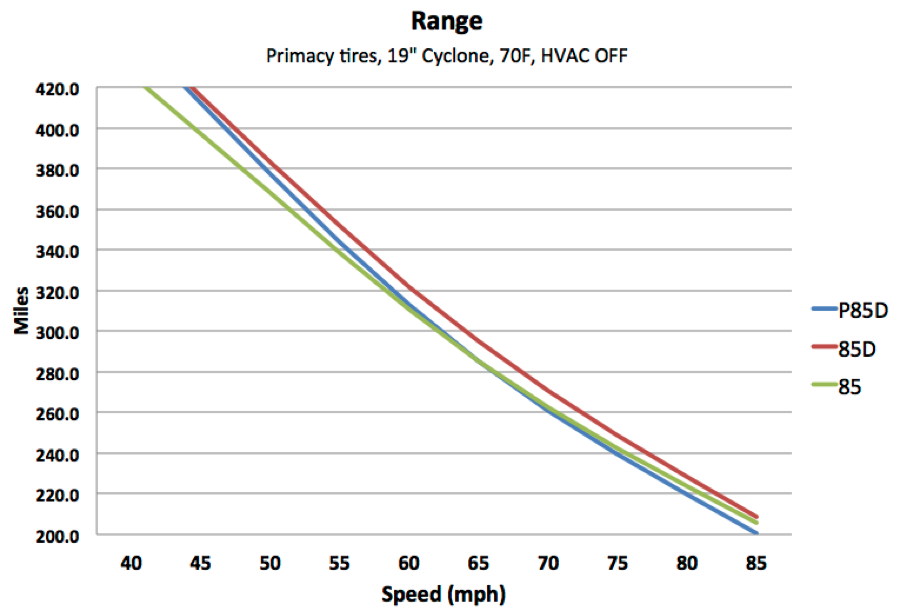 Range
Primacy tires, 19" Cyclone, 70F, HVAC OFF
420.0
400.0
380.0
360.0
340.0
320.0
300.0
280.0
260.0
240.0
220.0
200.0
Miles
40 45 50 55 60 65 70 75 80 85
Speed (mph)
P85D
85D
85